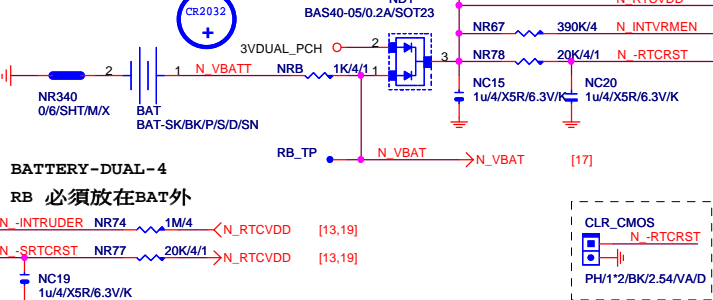 ND1
CR2032
+
BAS40-05/0.2A/SOT23
N_RTCVDD
NR67 390K/4 N_INTVRMEN
3VDUAL_PCH 2
NR78 20K/4/1 N_-RTCRST
3
2 1 N_VBATT NRB 1K/4/1 1
NC15 NC20
1u/4/X5R/6.3V/K 1u/4/X5R/6.3V/K
NR340
0/6/SHT/M/X
BAT
BAT-SK/BK/P/S/D/SN
RB_TP N_VBAT N_VBAT [17]
BATTERY-DUAL-4
RB 必須放在BAT外
N_-INTRUDER NR74 1M/4 N_RTCVDD [13,19]
N_-SRTCRST NR77 20K/4/1 N_RTCVDD [13,19]
NC19
1u/4/X5R/6.3V/K
CLR_CMOS
N_-RTCRST
PH/1*2/BK/2.54/VA/D